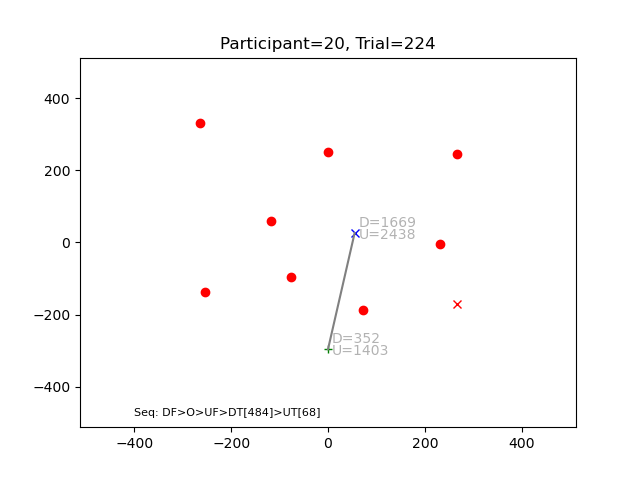 Participant=20, Trial=224
400
200
0
−200
−400
D=1669
U=2438
D=352
U=1403
Seq: DF>O>UF>DT[484]>UT[68]
−400
−200
0
200
400